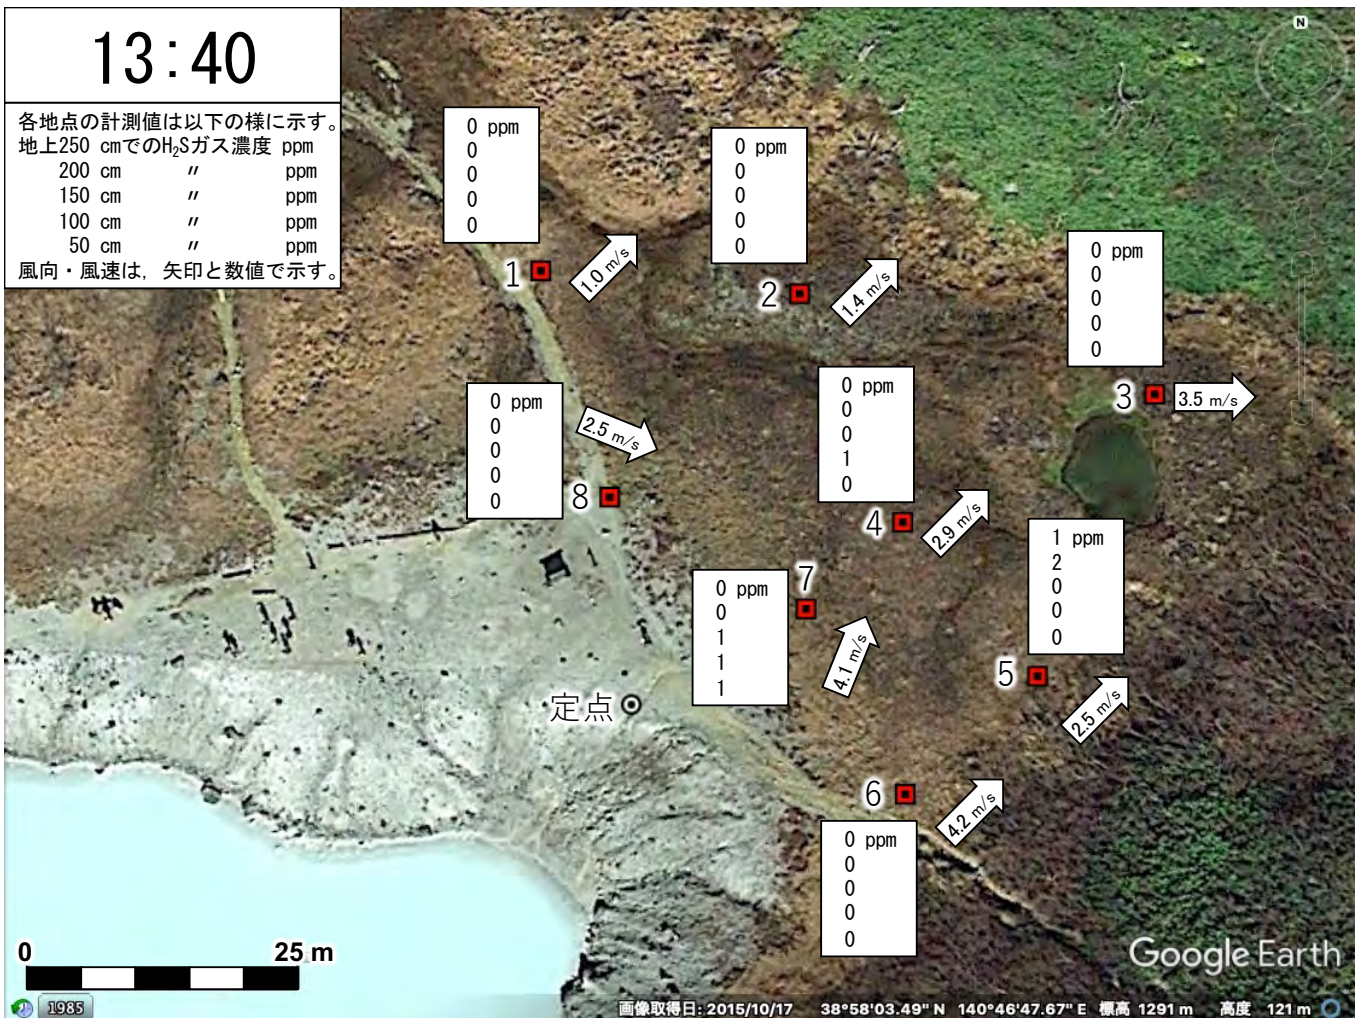 13:40
各地点の計測値は以下の様に示す。
地上250 cmでのH₂Sガス濃度 ppm
200 cm 〃 ppm
150 cm 〃 ppm
100 cm 〃 ppm
50 cm 〃 ppm
風向・風速は, 矢印と数値で示す。
N
0 ppm
0
0
0
0
1
1.0 m/s
0 ppm
0
0
0
0
2
1.4 m/s
0 ppm
0
0
0
0
3
3.5 m/s
0 ppm
0
0
0
0
8
2.5 m/s
0 ppm
0
0
1
0
4
2.9 m/s
1 ppm
2
0
0
0
5
2.5 m/s
0 ppm
0
1
1
1
7
4.1 m/s
定点
6
4.2 m/s
0 ppm
0
0
0
0
0 25 m
Google Earth
1985
画像取得日: 2015/10/17 38°58'03.49" N 140°46'47.67" E 標高 1291 m 高度 121 m